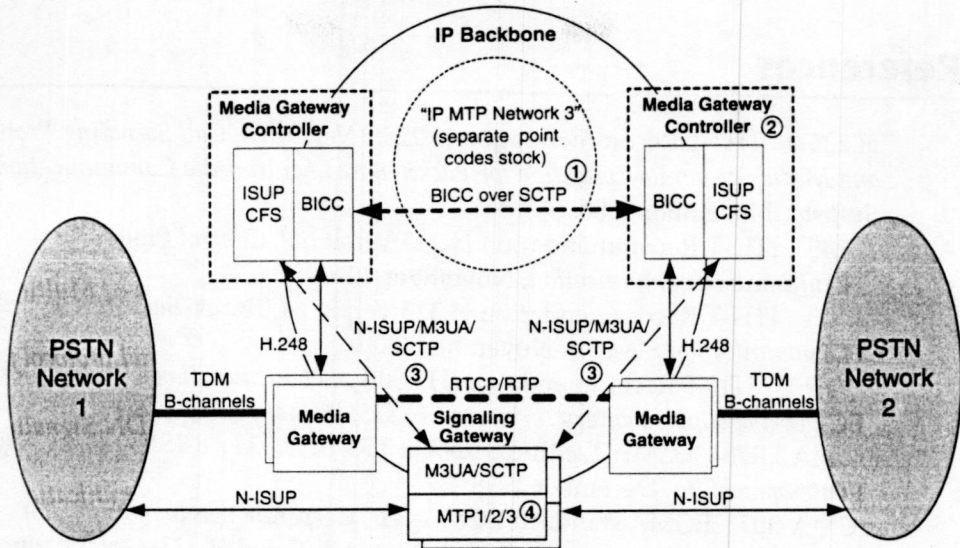 IP Backbone
Media Gateway
Controller
"IP MTP Network 3"
(separate point
codes stock)
①
BICC over SCTP
Media Gateway
Controller ②
ISUP
CFS
BICC
BICC
ISUP
CFS
PSTN
Network
1
H.248
N-ISUP/M3UA/
SCTP
③
N-ISUP/M3UA/
SCTP
③
H.248
PSTN
Network
2
TDM
B-channels
RTCP/RTP
TDM
B-channels
Media
Gateway
Signaling
Gateway
Media
Gateway
M3UA/SCTP
MTP1/2/3 ④
N-ISUP
N-ISUP